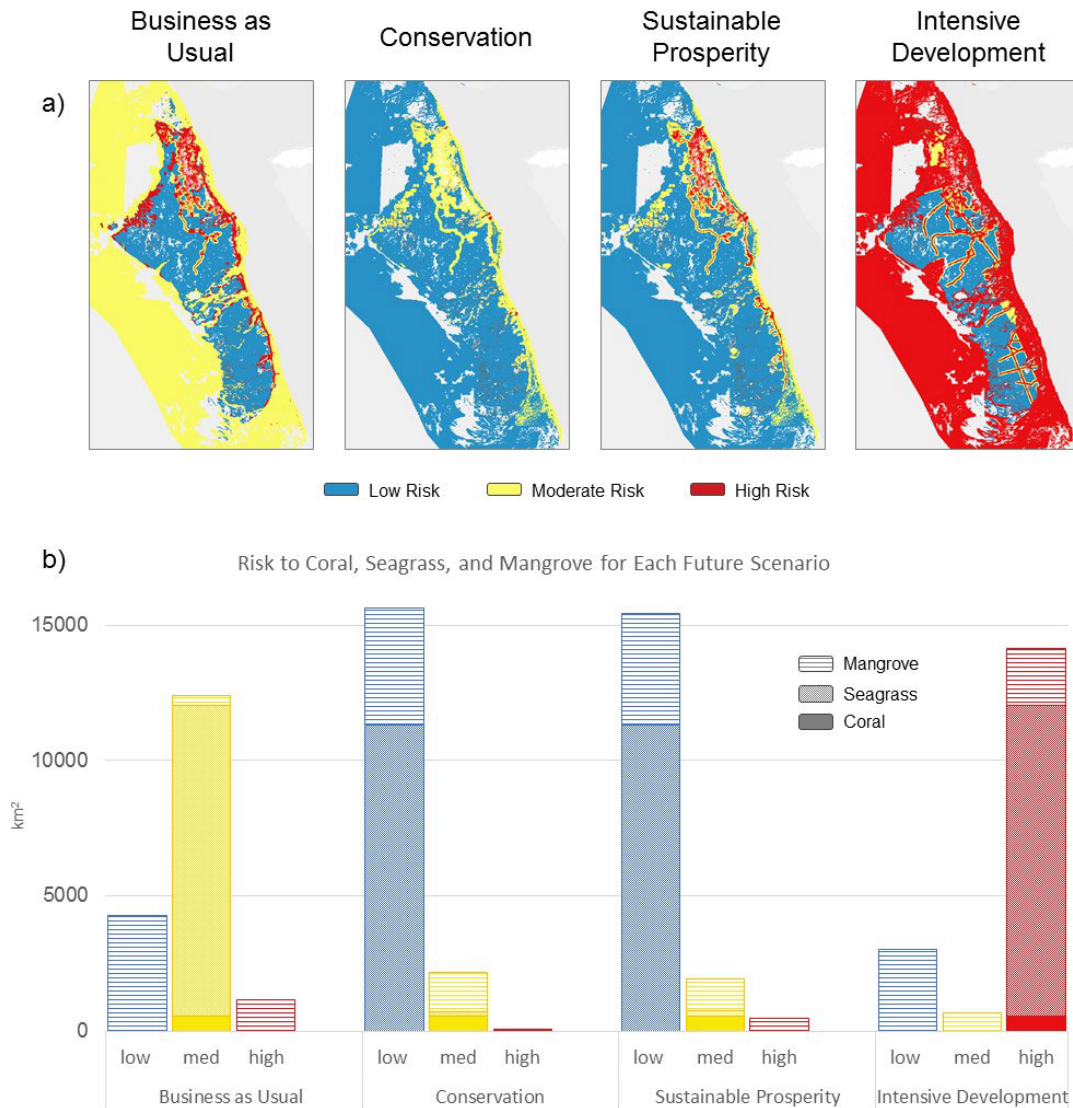 Business as
Usual
Conservation
Sustainable
Prosperity
Intensive
Development
a)
Low Risk
Moderate Risk
High Risk
b)
Risk to Coral, Seagrass, and Mangrove for Each Future Scenario
15000
10000
5000
0
km²
Mangrove
Seagrass
Coral
low med high
low med high
low med high
low med high
Business as Usual
Conservation
Sustainable Prosperity
Intensive Development